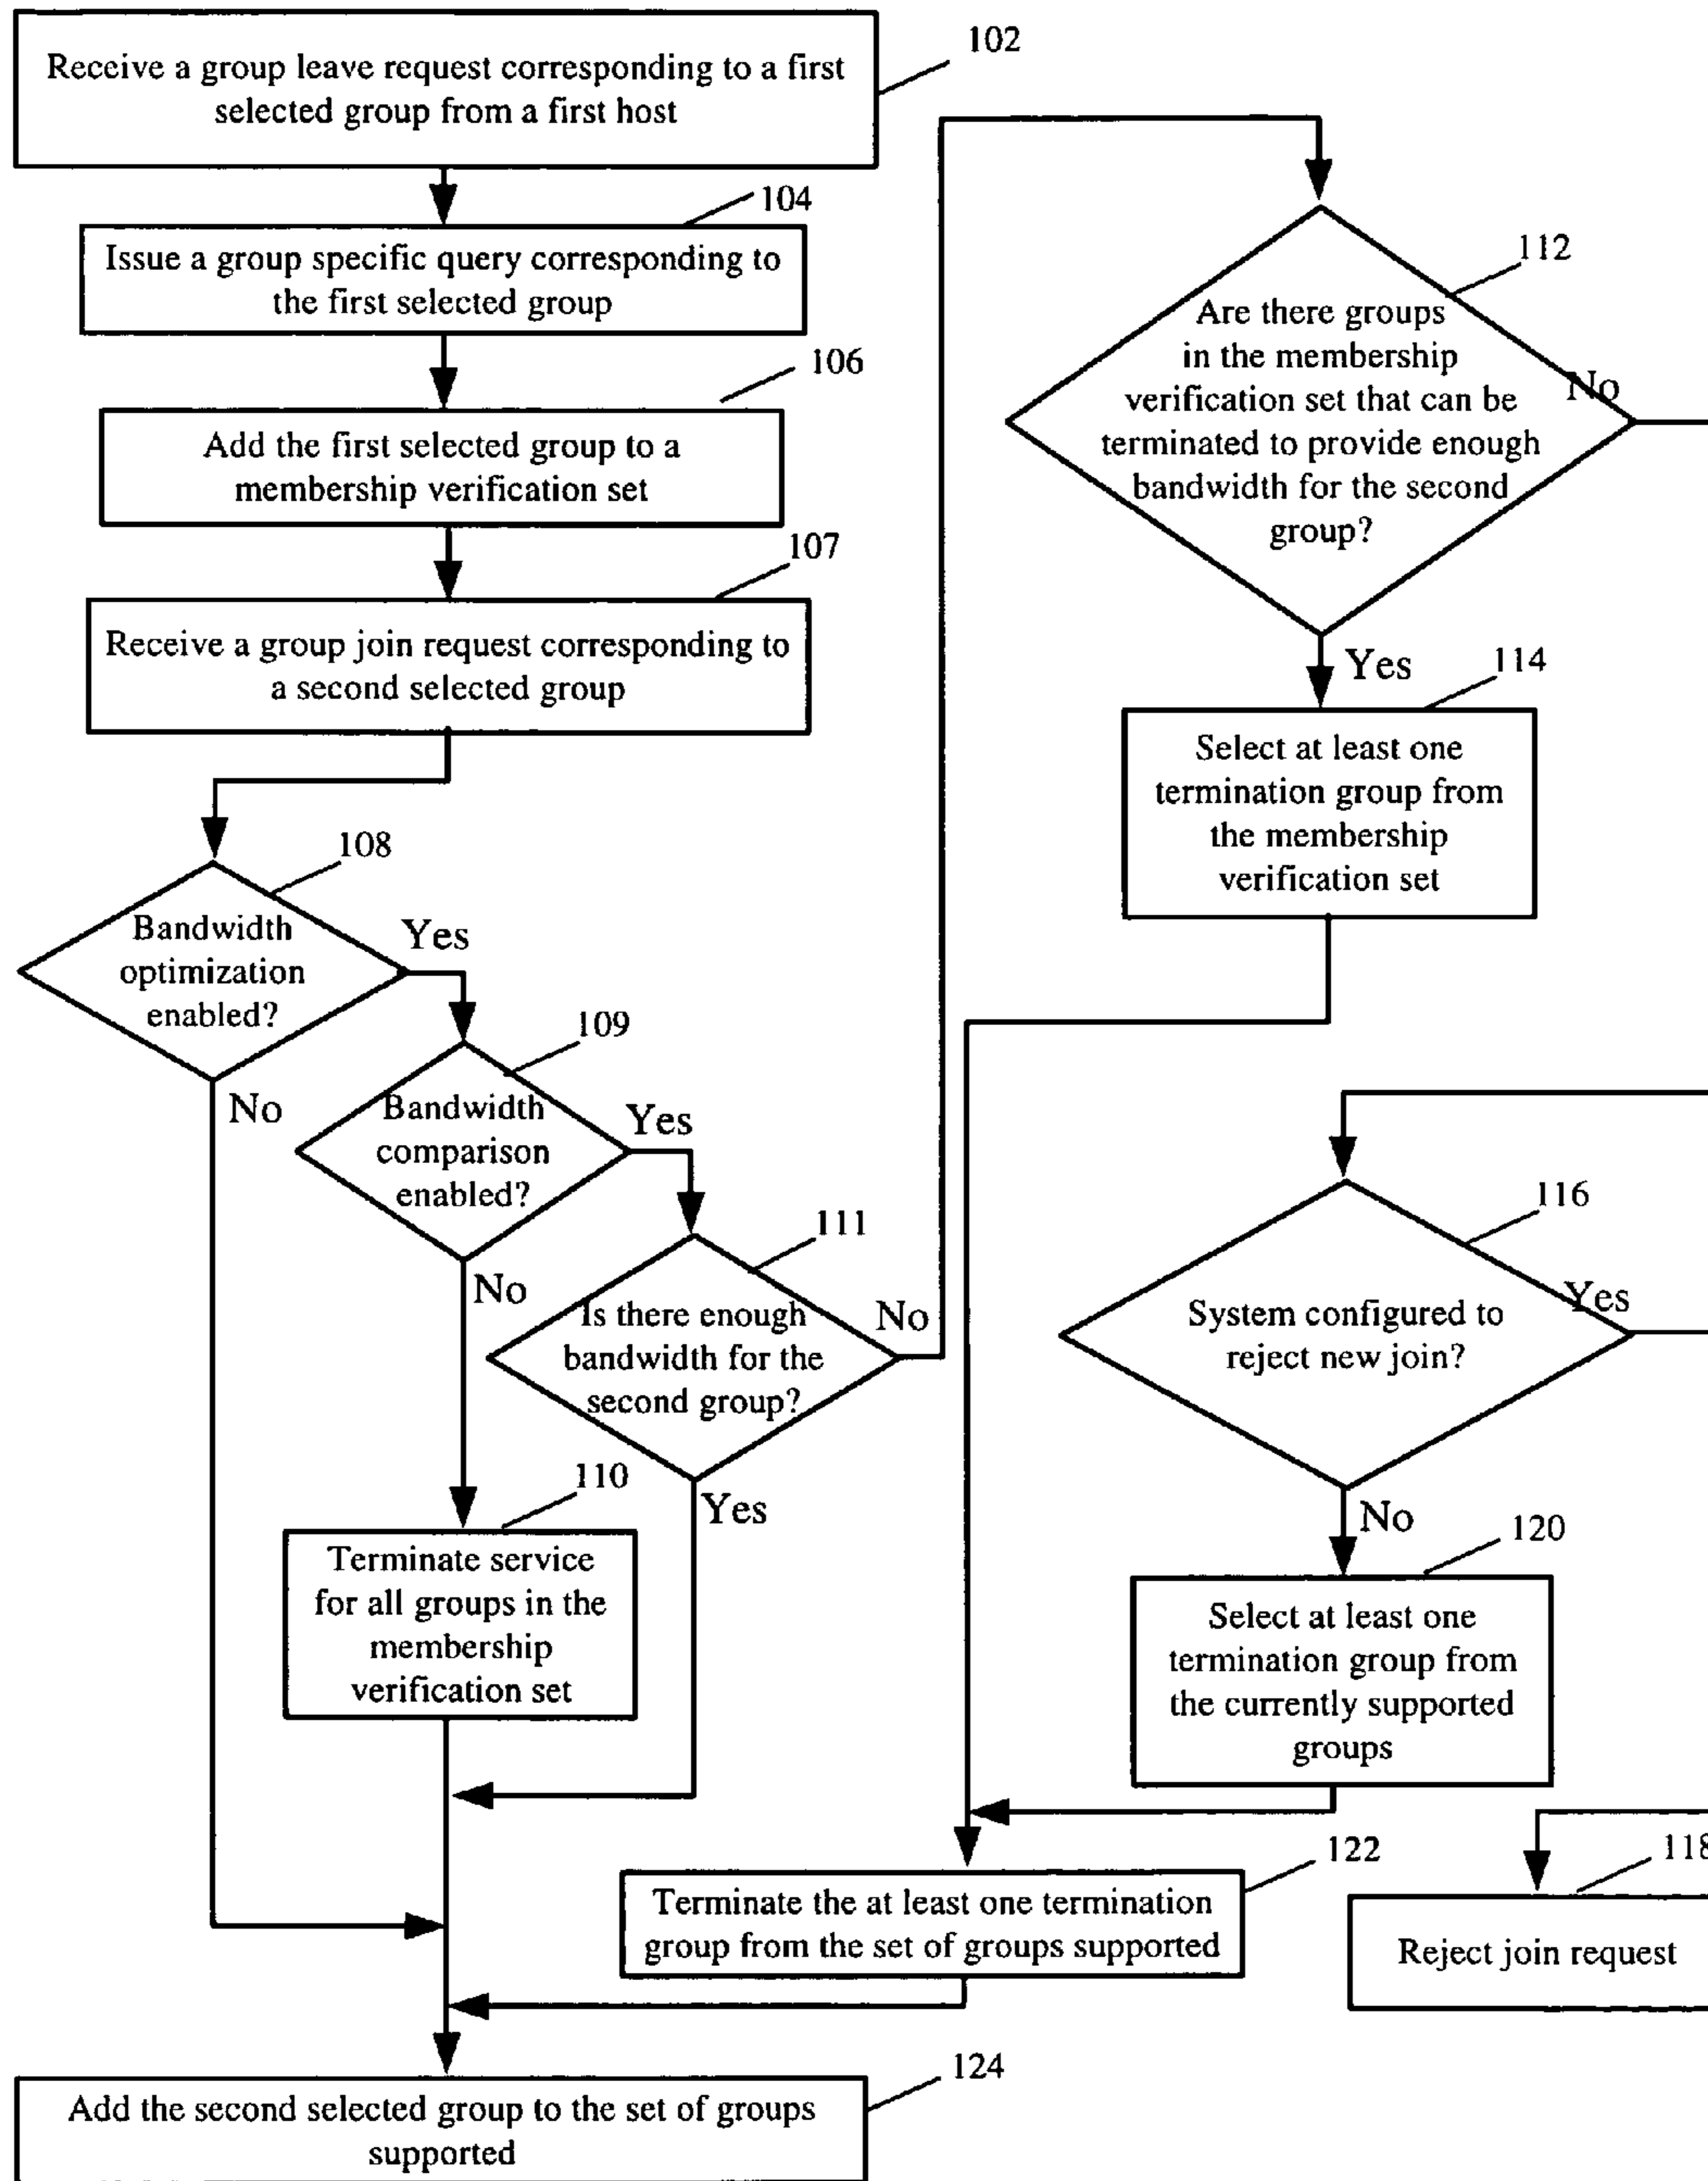 Receive a group leave request corresponding to a first
selected group from a first host
102
104
Issue a group specific query corresponding to
the first selected group
106
Add the first selected group to a
membership verification set
107
Receive a group join request corresponding to
a second selected group
108
Bandwidth
optimization
enabled?
Yes
No
109
Bandwidth
comparison
enabled?
Yes
No
111
Is there enough
bandwidth for the
second group?
No
Yes
110
Terminate service
for all groups in the
membership
verification set
112
Are there groups
in the membership
verification set that can be
terminated to provide enough
bandwidth for the second
group?
No
Yes
114
Select at least one
termination group from
the membership
verification set
116
System configured to
reject new join?
Yes
No
120
Select at least one
termination group from
the currently supported
groups
122
Terminate the at least one termination
group from the set of groups supported
118
Reject join request
124
Add the second selected group to the set of groups
supported